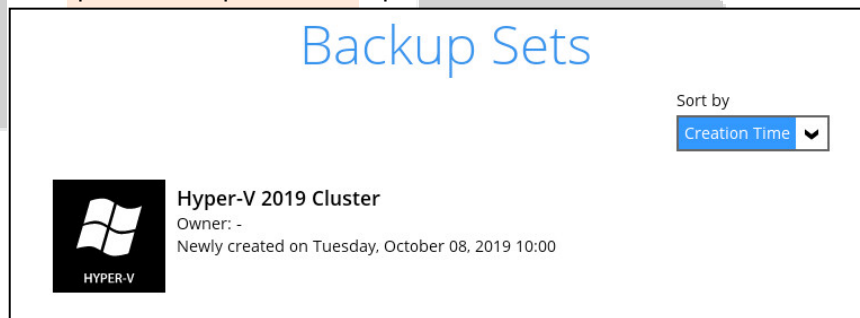 Backup Sets
Sort by
Creation Time
Hyper-V 2019 Cluster
Owner: -
Newly created on Tuesday, October 08, 2019 10:00
HYPER-V